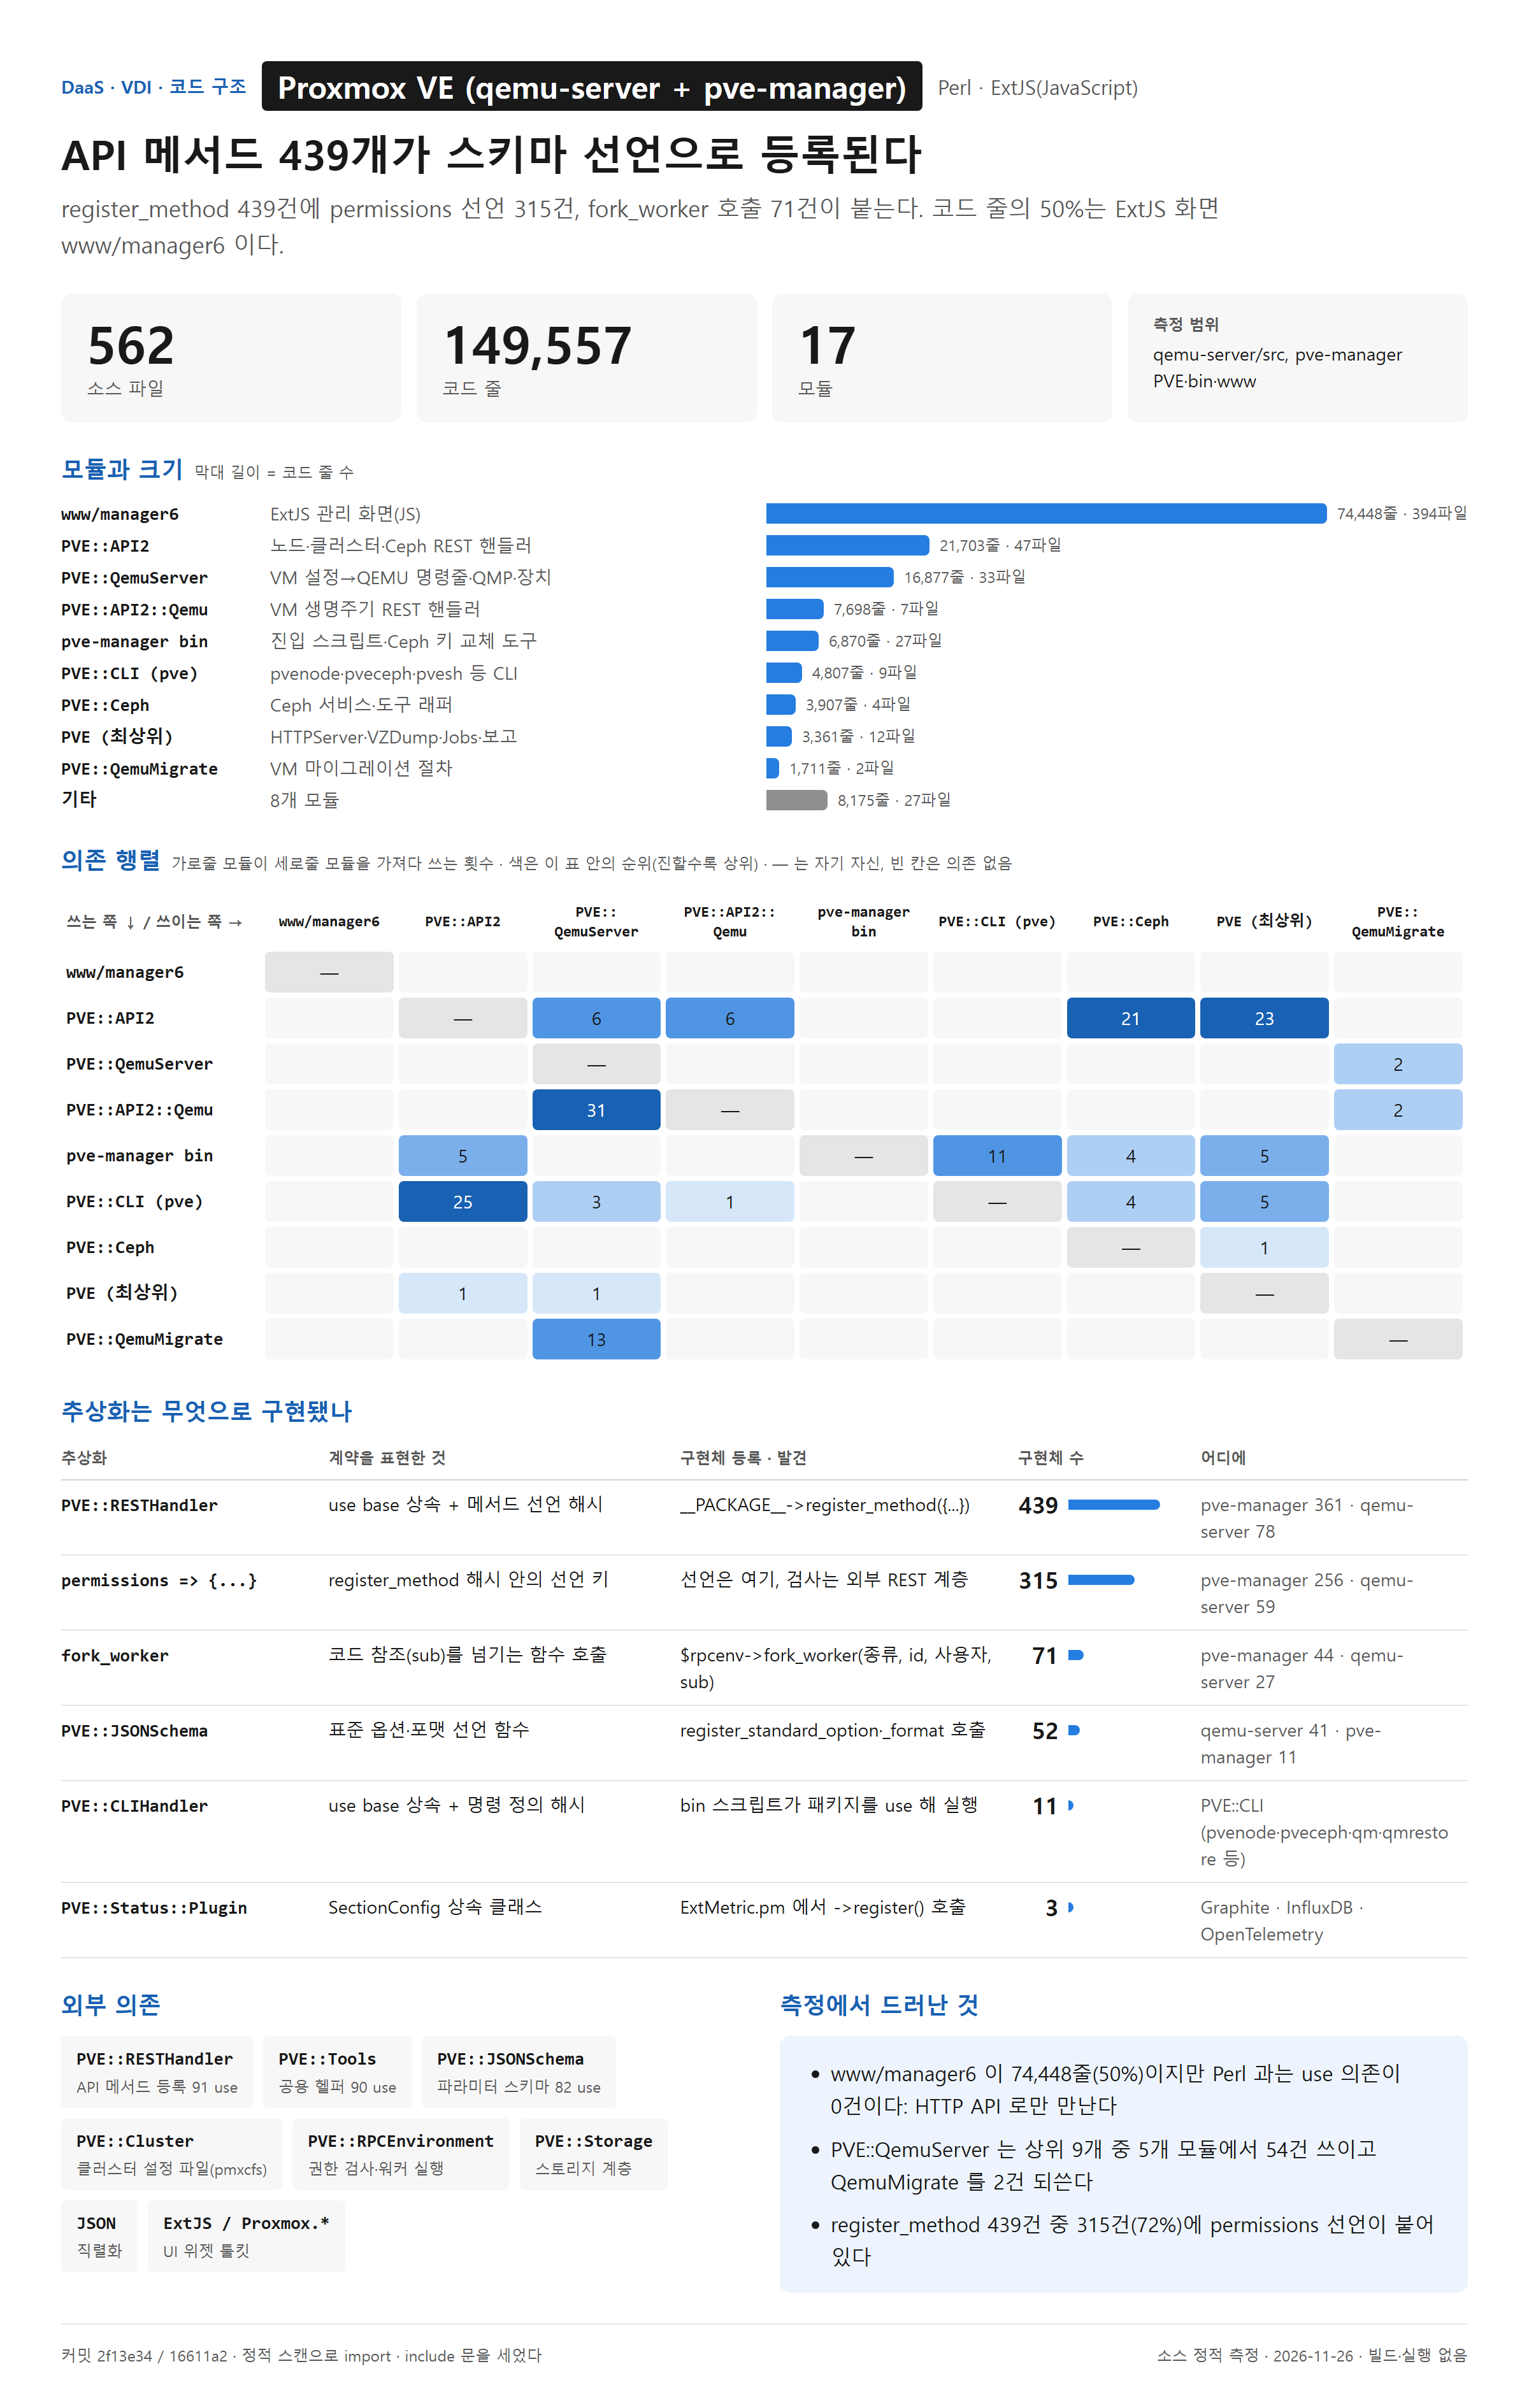 DaaS · VDI · 코드 구조 Proxmox VE (qemu-server + pve-manager) Perl · ExtJS(JavaScript)
API 메서드 439개가 스키마 선언으로 등록된다
register_method 439건에 permissions 선언 315건, fork_worker 호출 71건이 붙는다. 코드 줄의 50%는 ExtJS 화면
www/manager6 이다.
562
소스 파일
149,557
코드 줄
17
모듈
측정 범위
qemu-server/src, pve-manager
PVE·bin·www
모듈과 크기 막대 길이 = 코드 줄 수
www/manager6 ExtJS 관리 화면(JS) 74,448줄 · 394파일
PVE::API2 노드·클러스터·Ceph REST 핸들러 21,703줄 · 47파일
PVE::QemuServer VM 설정→QEMU 명령줄·QMP·장치 16,877줄 · 33파일
PVE::API2::Qemu VM 생명주기 REST 핸들러 7,698줄 · 7파일
pve-manager bin 진입 스크립트·Ceph 키 교체 도구 6,870줄 · 27파일
PVE::CLI (pve) pvenode·pveceph·pvesh 등 CLI 4,807줄 · 9파일
PVE::Ceph Ceph 서비스·도구 래퍼 3,907줄 · 4파일
PVE (최상위) HTTPServer·VZDump·Jobs·보고 3,361줄 · 12파일
PVE::QemuMigrate VM 마이그레이션 절차 1,711줄 · 2파일
기타 8개 모듈 8,175줄 · 27파일
의존 행렬 가로줄 모듈이 세로줄 모듈을 가져다 쓰는 횟수 · 색은 이 표 안의 순위(진할수록 상위) · — 는 자기 자신, 빈 칸은 의존 없음
쓰는 쪽 ↓ / 쓰이는 쪽 → www/manager6 PVE::API2 PVE::QemuServer PVE::API2::Qemu pve-manager bin PVE::CLI (pve) PVE::Ceph PVE (최상위) PVE::QemuMigrate
www/manager6 —
PVE::API2 — 6 6 21 23
PVE::QemuServer — 2
PVE::API2::Qemu 31 — 2
pve-manager bin 5 — 11 4 5
PVE::CLI (pve) 25 3 1 — 4 5
PVE::Ceph — 1
PVE (최상위) 1 1 —
PVE::QemuMigrate 13 —
추상화는 무엇으로 구현됐나
추상화 계약을 표현한 것 구현체 등록 · 발견 구현체 수 어디에
PVE::RESTHandler use base 상속 + 메서드 선언 해시 __PACKAGE__->register_method({…}) 439 pve-manager 361 · qemu-
server 78
permissions => {...} register_method 해시 안의 선언 키 선언은 여기, 검사는 외부 REST 계층 315 pve-manager 256 · qemu-
server 59
fork_worker 코드 참조(sub)를 넘기는 함수 호출 $rpcenv->fork_worker(종류, id, 사용자, 71 pve-manager 44 · qemu-
sub) server 27
PVE::JSONSchema 표준 옵션·포맷 선언 함수 register_standard_option·_format 호출 52 qemu-server 41 · pve-
manager 11
PVE::CLIHandler use base 상속 + 명령 정의 해시 bin 스크립트가 패키지를 use 해 실행 11 PVE::CLI
(pvenode·pveceph·qm·qmresto
re 등)
PVE::Status::Plugin SectionConfig 상속 클래스 ExtMetric.pm 에서 ->register() 호출 3 Graphite · InfluxDB ·
OpenTelemetry
외부 의존
PVE::RESTHandler PVE::Tools PVE::JSONSchema
API 메서드 등록 91 use 공용 헬퍼 90 use 파라미터 스키마 82 use
PVE::Cluster PVE::RPCEnvironment PVE::Storage
클러스터 설정 파일(pmxcfs) 권한 검사·워커 실행 스토리지 계층
JSON ExtJS / Proxmox.*
직렬화 UI 위젯 툴킷
측정에서 드러난 것
• www/manager6 이 74,448줄(50%)이지만 Perl 과는 use 의존이
0건이다: HTTP API 로만 만난다
• PVE::QemuServer 는 상위 9개 중 5개 모듈에서 54건 쓰이고
QemuMigrate 를 2건 되쓴다
• register_method 439건 중 315건(72%)에 permissions 선언이 붙어
있다
커밋 2f13e34 / 16611a2 · 정적 스캔으로 import · include 문을 세었다
소스 정적 측정 · 2026-11-26 · 빌드·실행 없음